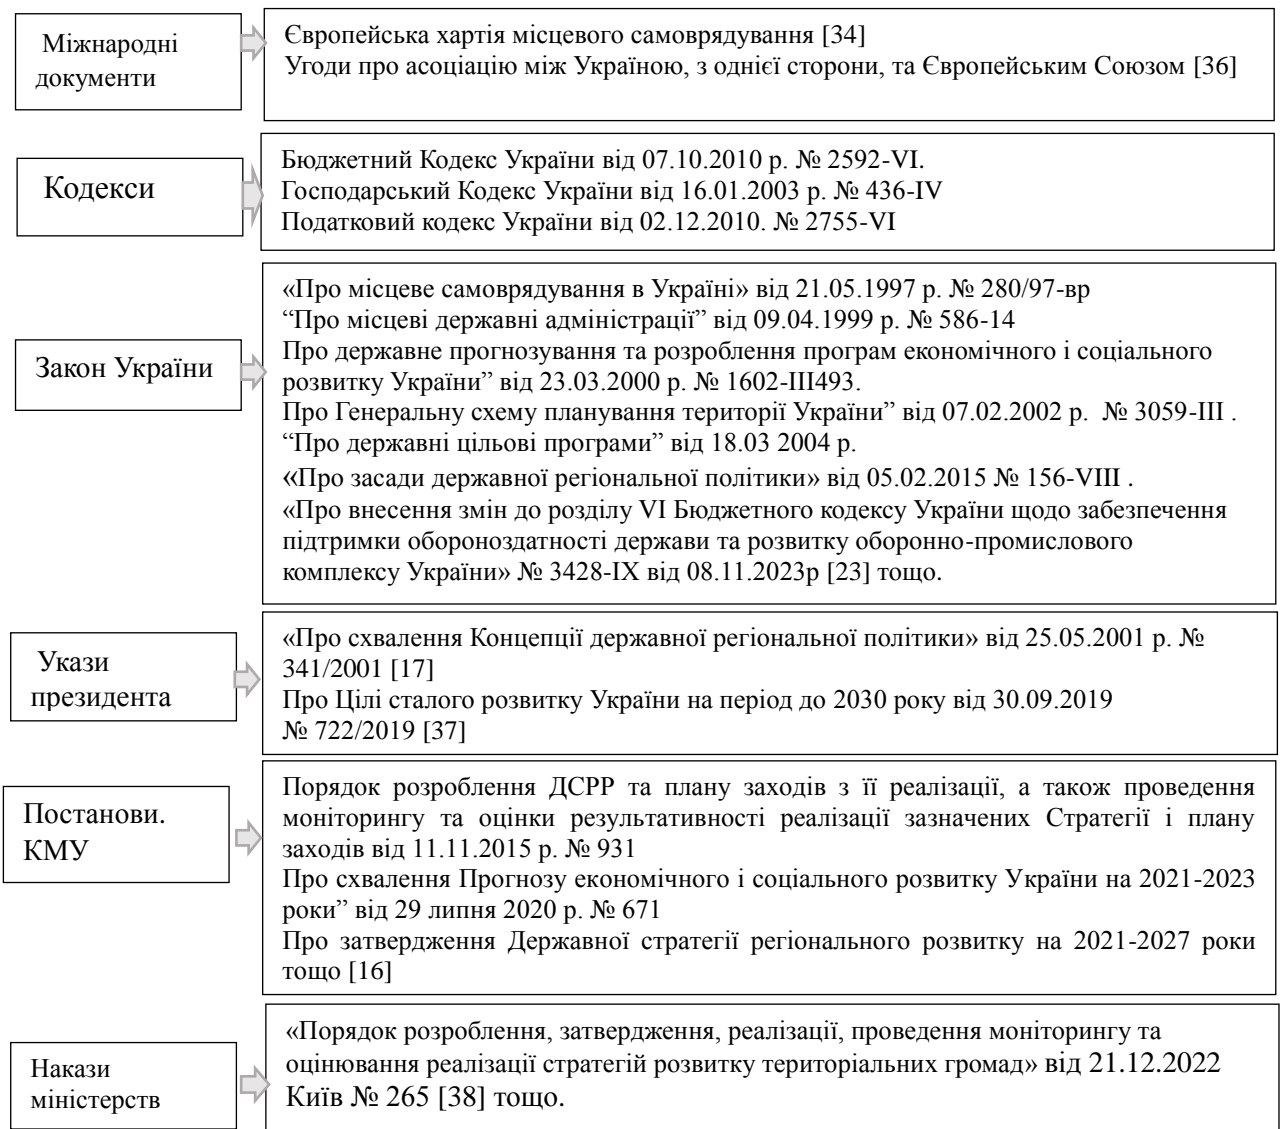 Міжнародні
документи
Європейська хартія місцевого самоврядування [34]
Угоди про асоціацію між Україною, з однієї сторони, та Європейським Союзом [36]
Кодекси
Бюджетний Кодекс України від 07.10.2010 р. № 2592-VI.
Господарський Кодекс України від 16.01.2003 р. № 436-IV
Податковий кодекс України від 02.12.2010. № 2755-VI
Закон України
«Про місцеве самоврядування в Україні» від 21.05.1997 р. № 280/97-вр
“Про місцеві державні адміністрації” від 09.04.1999 р. № 586-14
Про державне прогнозування та розроблення програм економічного і соціального
розвитку України” від 23.03.2000 р. № 1602-III493.
Про Генеральну схему планування території України” від 07.02.2002 р.  № 3059-III .
“Про державні цільові програми” від 18.03 2004 р.
«Про засади державної регіональної політики» від 05.02.2015 № 156-VIII .
«Про внесення змін до розділу VI Бюджетного кодексу України щодо забезпечення
підтримки обороноздатності держави та розвитку оборонно-промислового
комплексу України» № 3428-IX від 08.11.2023р [23] тощо.
Укази
президента
«Про схвалення Концепції державної регіональної політики» від 25.05.2001 р. №
341/2001 [17]
Про Цілі сталого розвитку України на період до 2030 року від 30.09.2019
№ 722/2019 [37]
Постанови.
КМУ
Порядок розроблення ДСРР та плану заходів з її реалізації, а також проведення
моніторингу та оцінки результативності реалізації зазначених Стратегії і плану
заходів від 11.11.2015 р. № 931
Про схвалення Прогнозу економічного і соціального розвитку України на 2021-2023
роки” від 29 липня 2020 р. № 671
Про затвердження Державної стратегії регіонального розвитку на 2021-2027 роки
тощо [16]
Накази
міністерств
«Порядок розроблення, затвердження, реалізації, проведення моніторингу та
оцінювання реалізації стратегій розвитку територіальних громад» від 21.12.2022
Київ № 265 [38] тощо.